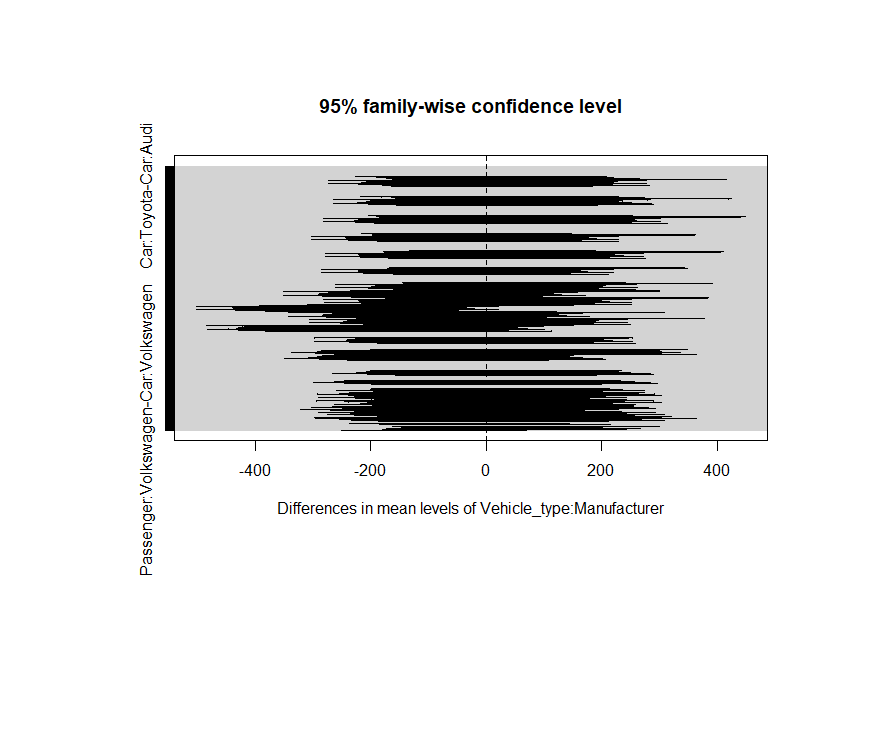 95% family-wise confidence level
Car:Toyota-Car:Audi
Passenger:Volkswagen-Car:Volkswagen
-400 -200 0 200 400
Differences in mean levels of Vehicle_type:Manufacturer